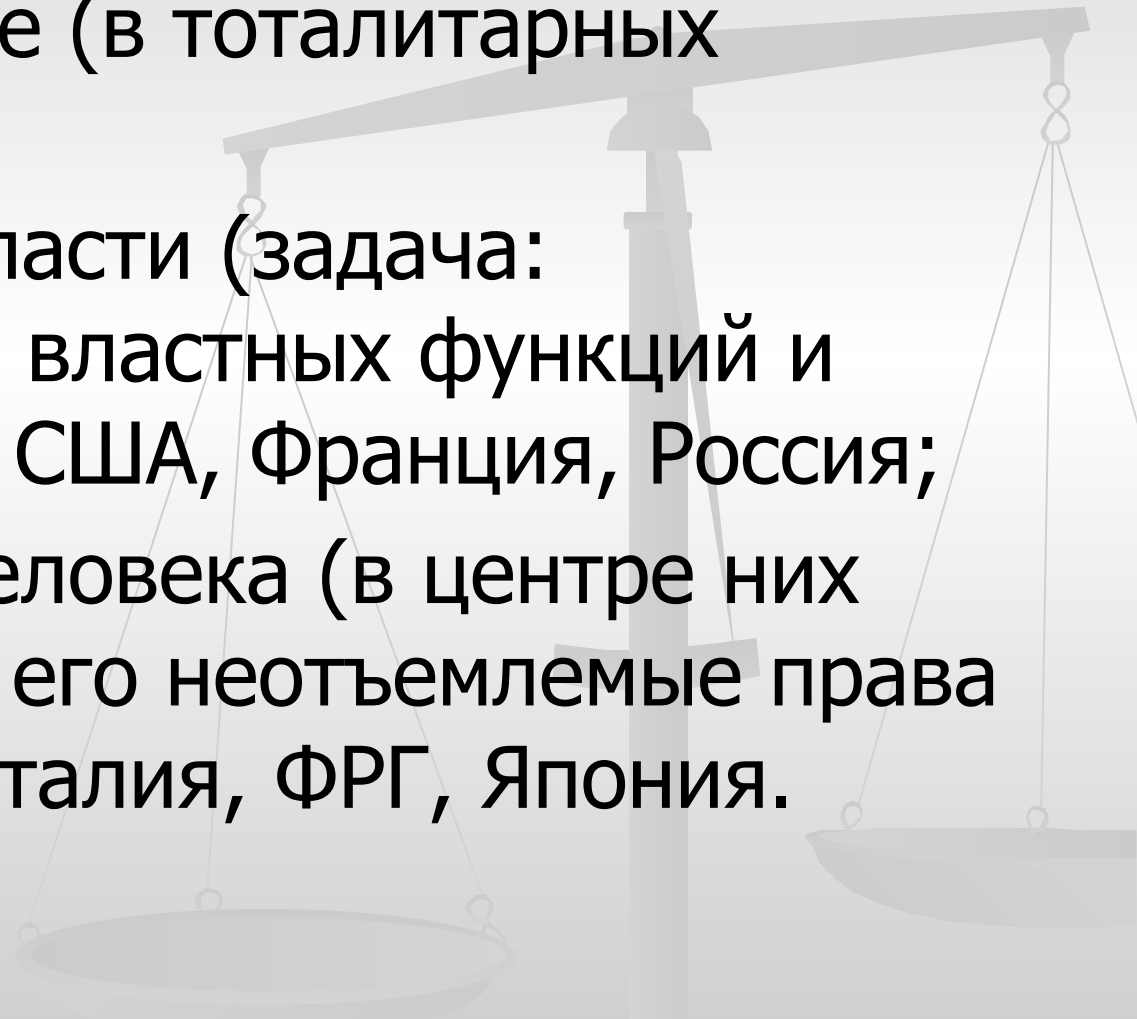 е (в тоталитарных
ласти (задача:
властных функций и
США, Франция, Россия;
еловека (в центре них
его неотъемлемые права
талия, ФРГ, Япония.